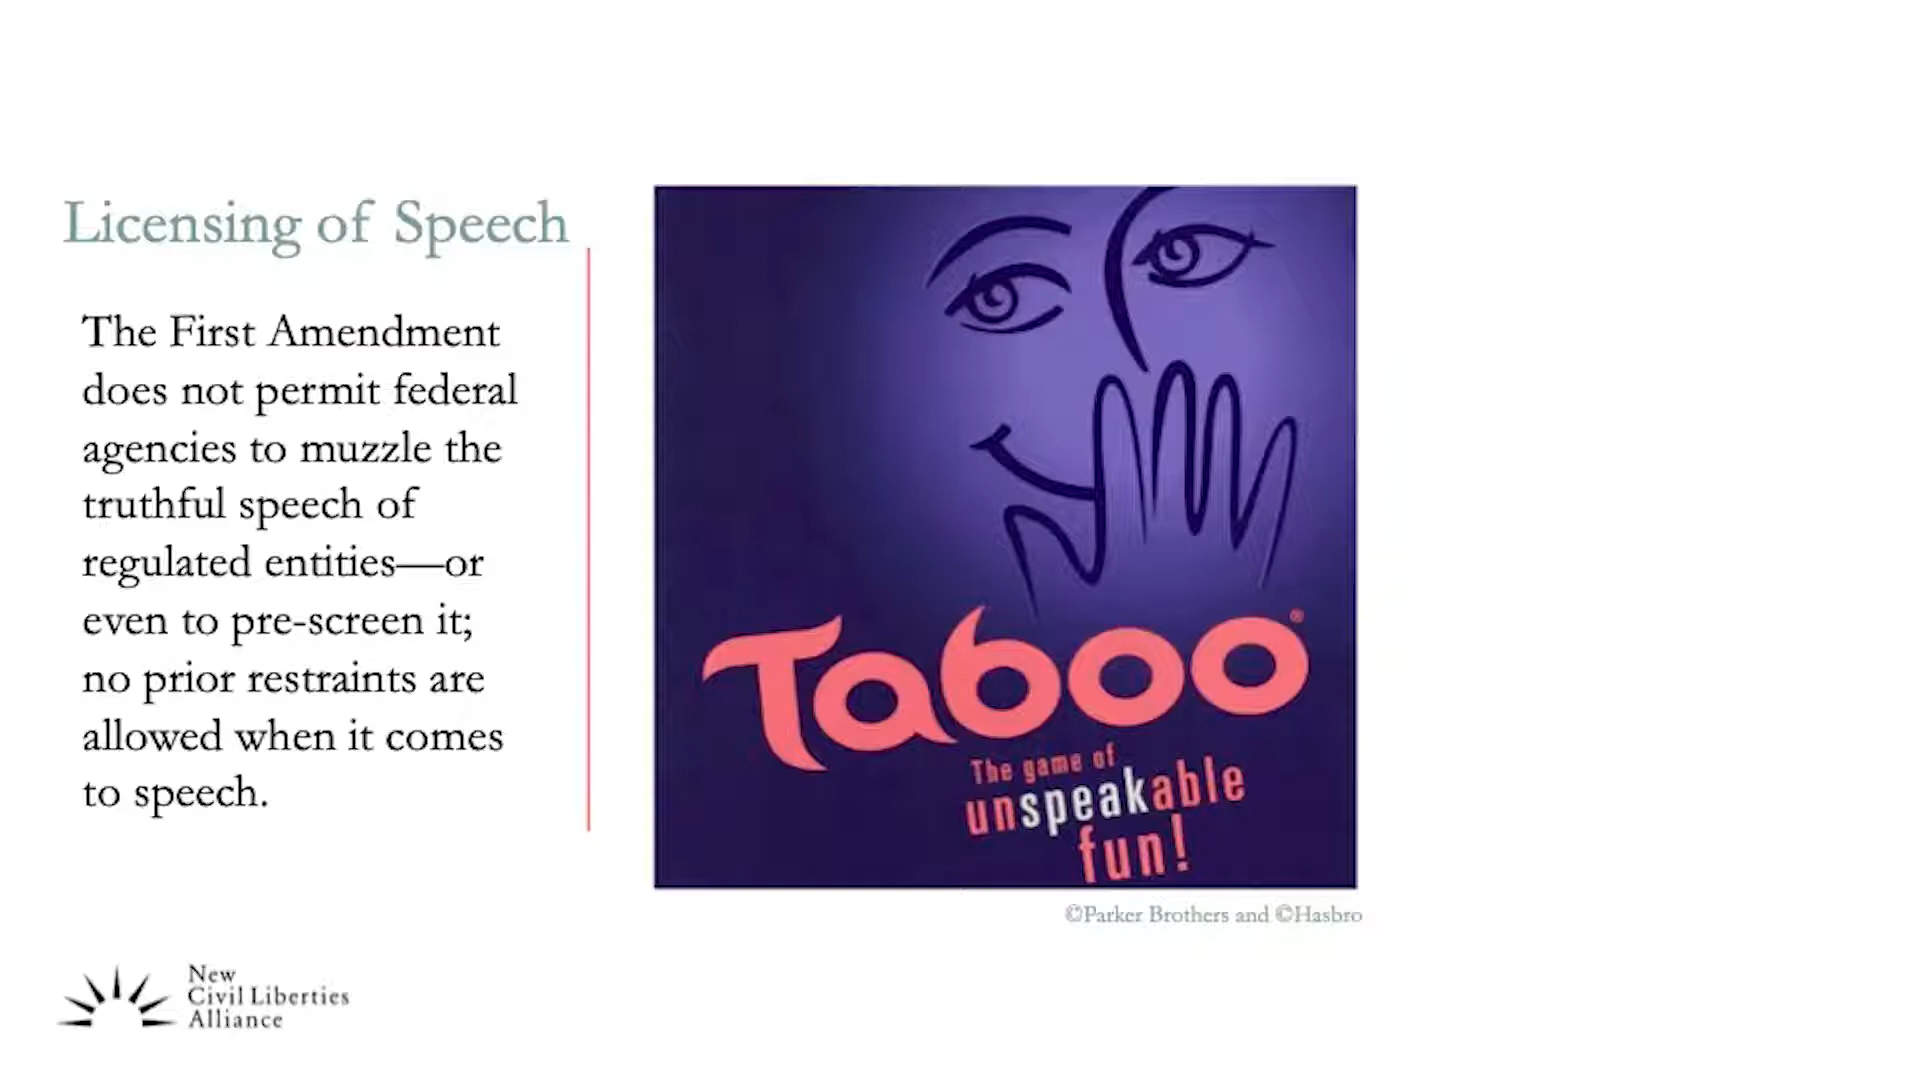 Licensing of Speech
The First Amendment
does not permit federal
agencies to muzzle the
truthful speech of
regulated entities—or
even to pre-screen it;
no prior restraints are
allowed when it comes
to speech.
Taboo®
The game of
unspeakable
fun!
©Parker Brothers and ©Hasbro
New
Civil Liberties
Alliance